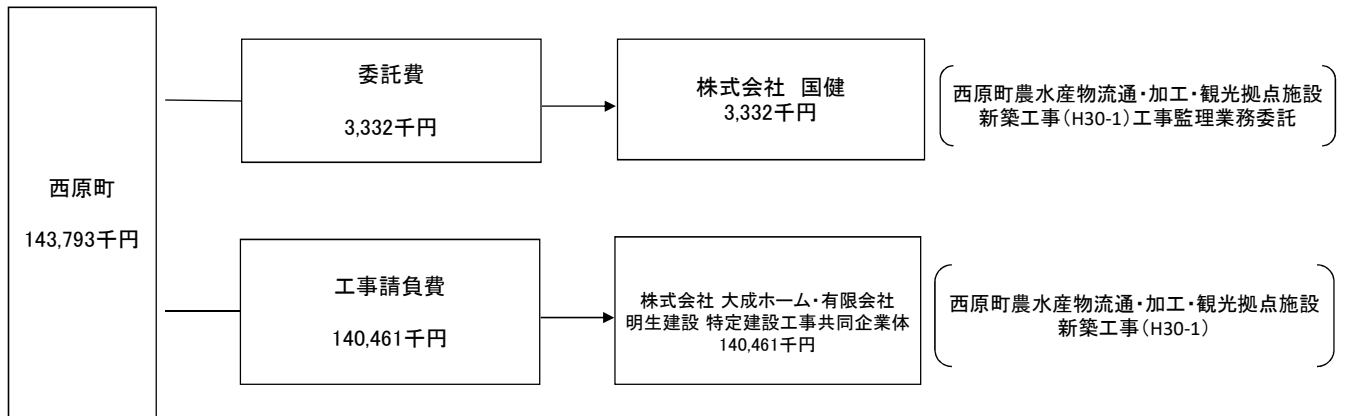 西原町
143,793千円
委託費
3,332千円
株式会社　国健
3,332千円
西原町農水産物流通・加工・観光拠点施設
新築工事（H30-1）工事監理業務委託
工事請負費
140,461千円
株式会社 大成ホーム・有限会社
明生建設 特定建設工事共同企業体
140,461千円
西原町農水産物流通・加工・観光拠点施設
新築工事（H30-1）